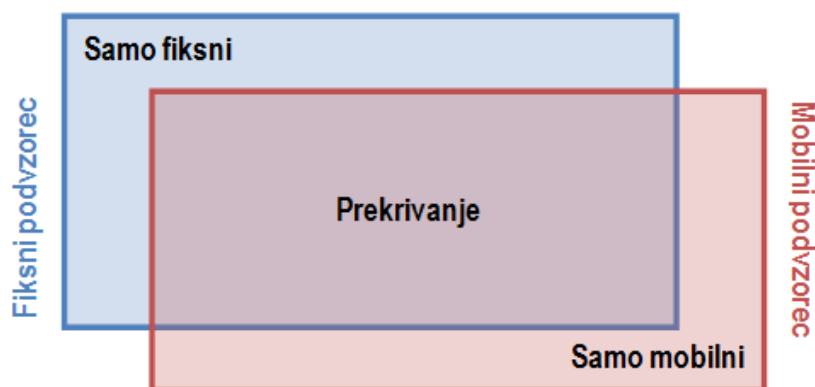 Samo fiksni
Fiksni podvzorec
Mobilni podvzorec
Prekrivanje
Samo mobilni